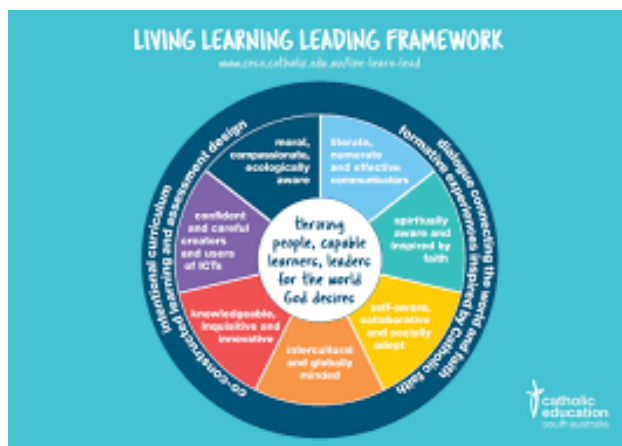 LIVING LEARNING LEADING FRAMEWORK
www.cesa.catholic.edu.au/live-learn-lead
moral,
compassionate,
ecologically
aware
literate,
numerate
and effective
communicators
spiritually
aware and
inspired by
faith
self-aware,
collaborative
and socially
adept
intercultural
and globally
minded
knowledgeable,
inquisitive and
innovative
confident
and careful
creators
and users
of ICTs
thriving
people, capable
learners, leaders
for the world
God desires
intentional curriculum
co-constructed learning and assessment design
dialogue connecting the world and faith
formative experiences inspired by Catholic faith
catholic
education
south australia